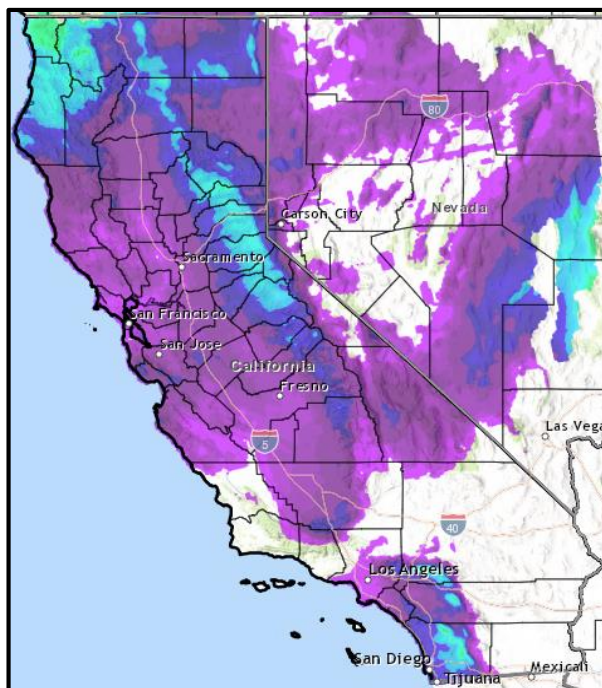 80
Carson City
Nevada
Sacramento
San Francisco
San Jose
California
Fresno
5
Las Vega
40
Los Angeles
San Diego
Tijuana
Mexicali